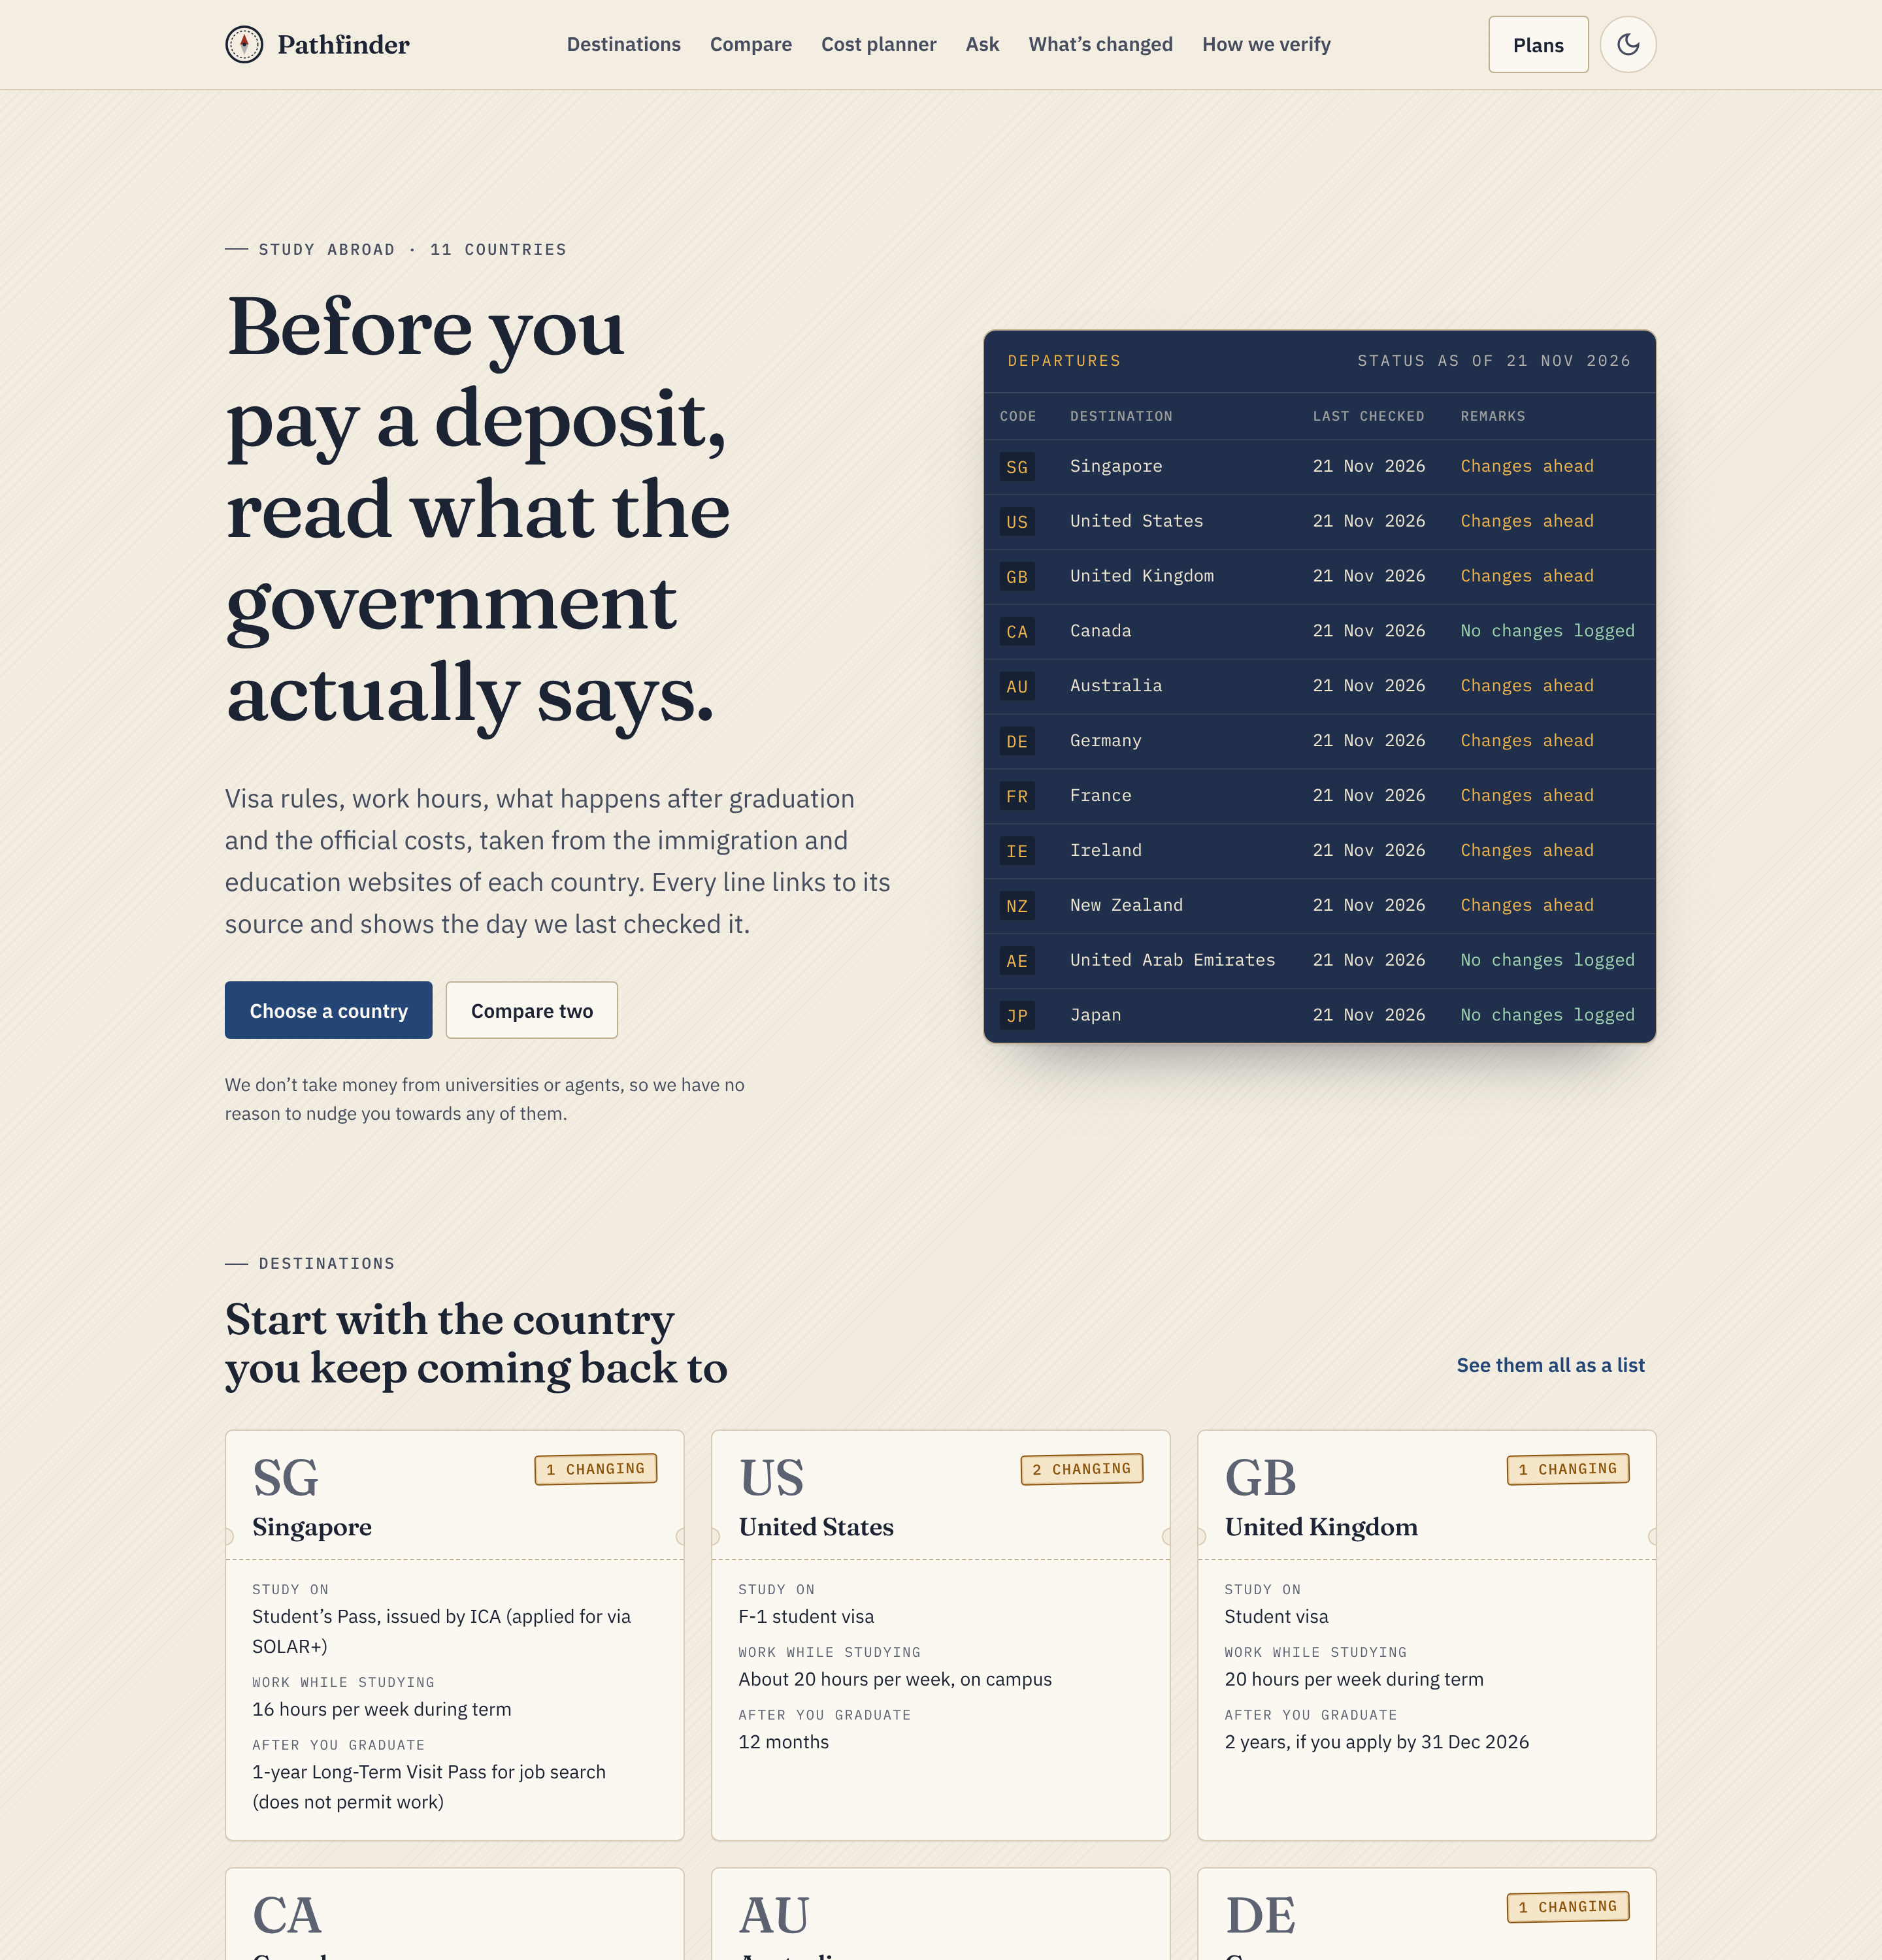 Pathfinder
Destinations Compare Cost planner Ask What’s changed How we verify
Plans
STUDY ABROAD · 11 COUNTRIES
Before you
pay a deposit,
read what the
government
actually says.
Visa rules, work hours, what happens after graduation
and the official costs, taken from the immigration and
education websites of each country. Every line links to its
source and shows the day we last checked it.
Choose a country Compare two
We don’t take money from universities or agents, so we have no
reason to nudge you towards any of them.
DEPARTURES STATUS AS OF 21 NOV 2026
CODE DESTINATION LAST CHECKED REMARKS
SG Singapore 21 Nov 2026 Changes ahead
US United States 21 Nov 2026 Changes ahead
GB United Kingdom 21 Nov 2026 Changes ahead
CA Canada 21 Nov 2026 No changes logged
AU Australia 21 Nov 2026 Changes ahead
DE Germany 21 Nov 2026 Changes ahead
FR France 21 Nov 2026 Changes ahead
IE Ireland 21 Nov 2026 Changes ahead
NZ New Zealand 21 Nov 2026 Changes ahead
AE United Arab Emirates 21 Nov 2026 No changes logged
JP Japan 21 Nov 2026 No changes logged
DESTINATIONS
Start with the country
you keep coming back to
See them all as a list
SG 1 CHANGING
Singapore
STUDY ON
Student’s Pass, issued by ICA (applied for via
SOLAR+)
WORK WHILE STUDYING
16 hours per week during term
AFTER YOU GRADUATE
1-year Long-Term Visit Pass for job search
(does not permit work)
US 2 CHANGING
United States
STUDY ON
F-1 student visa
WORK WHILE STUDYING
About 20 hours per week, on campus
AFTER YOU GRADUATE
12 months
GB 1 CHANGING
United Kingdom
STUDY ON
Student visa
WORK WHILE STUDYING
20 hours per week during term
AFTER YOU GRADUATE
2 years, if you apply by 31 Dec 2026
CA
AU
DE 1 CHANGING